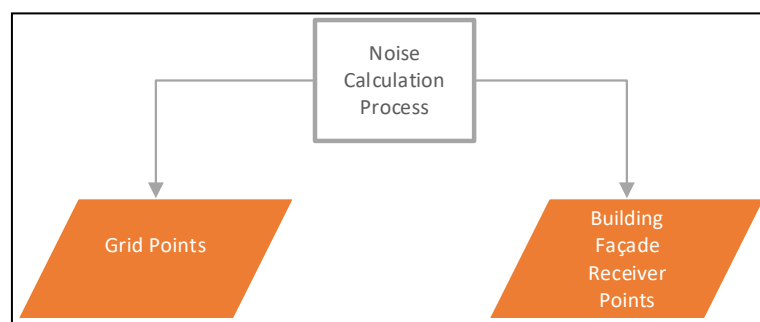 Noise
Calculation
Process
Grid Points
Building
Façade
Receiver
Points